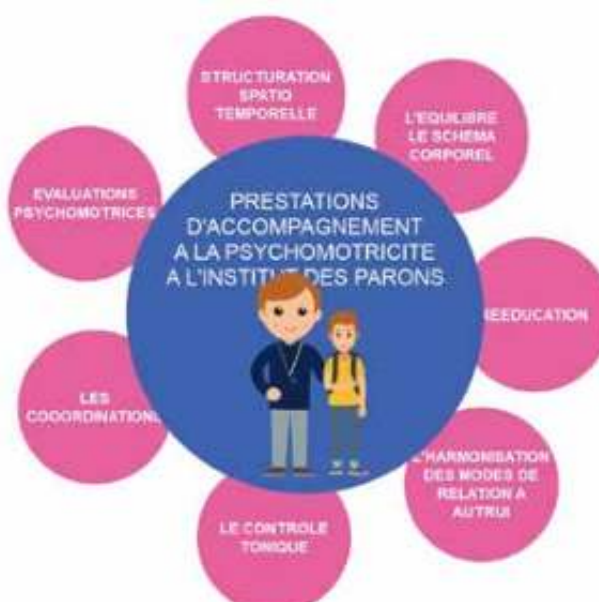 STRUCTURATION
SPATIO
TEMPORELLE
L'EQUILIBRE
LE SCHEMA
CORPOREL
EVALUATIONS
PSYCHOMOTRICES
PRESTATIONS
D'ACCOMPAGNEMENT
A LA PSYCHOMOTRICITE
A L'INSTITUT DES PARONS
REEDUCATION
LES
COOORDINATIONS
L'HARMONISATION
DES MODES DE
RELATION A
AUTRUI
LE CONTROLE
TONIQUE